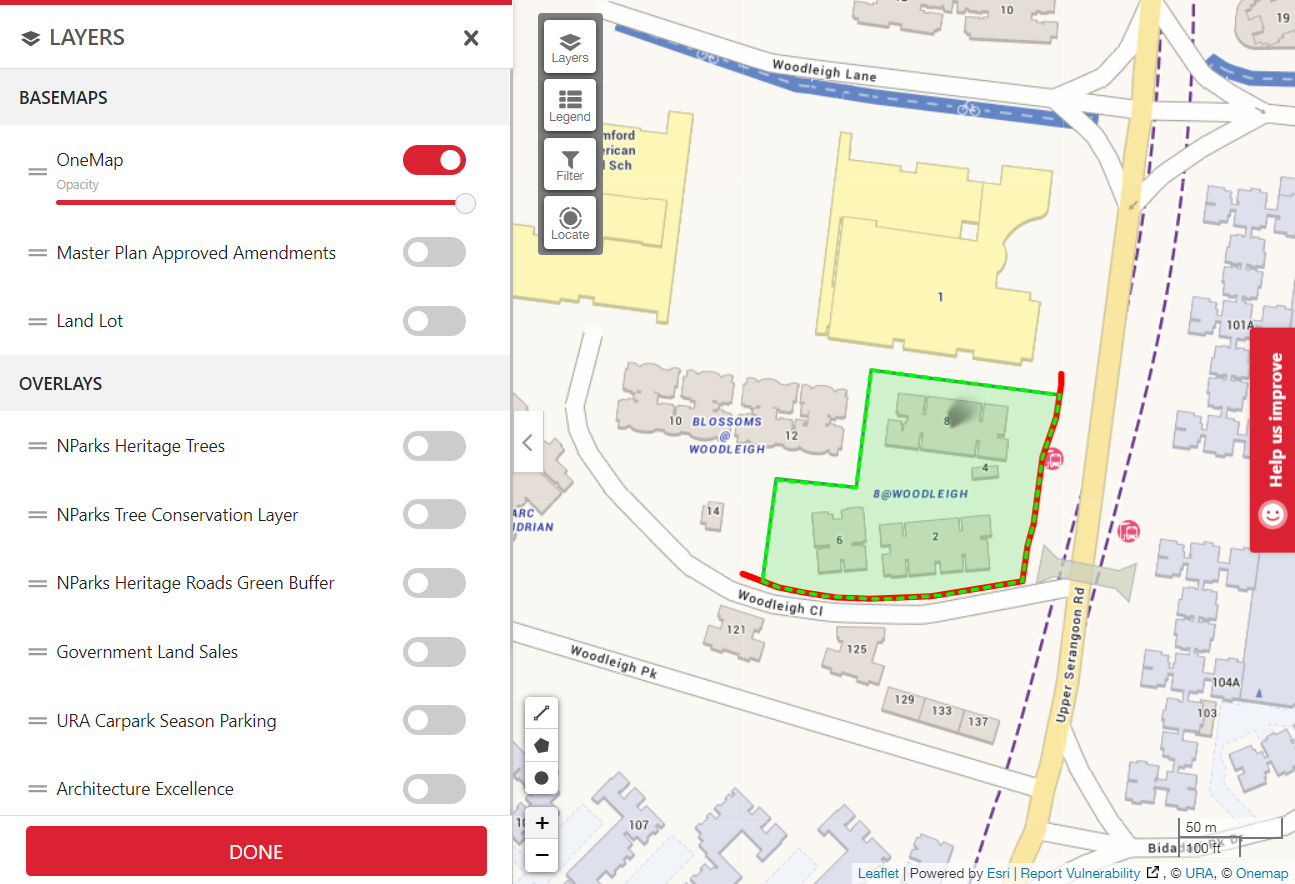 LAYERS
BASEMAPS
OneMap
Opacity
Master Plan Approved Amendments
Land Lot
OVERLAYS
NParks Heritage Trees
NParks Tree Conservation Layer
NParks Heritage Roads Green Buffer
Government Land Sales
URA Carpark Season Parking
Architecture Excellence
DONE
Layers
Legend
Filter
Locate
10
19
Woodleigh Lane
mford
erican
l Sch
1
101A
Help us improve
10
BLOSSOMS
@
WOODLEIGH
12
8
4
8@WOODLEIGH
14
ARC
IDRIAN
6
2
Woodleigh Cl
121
125
Woodleigh Pk
129
133
137
Upper Serangoon Rd
104A
103
107
+
−
50 m
100 ft
Leaflet | Powered by Esri | Report Vulnerability , © URA, © Onemap